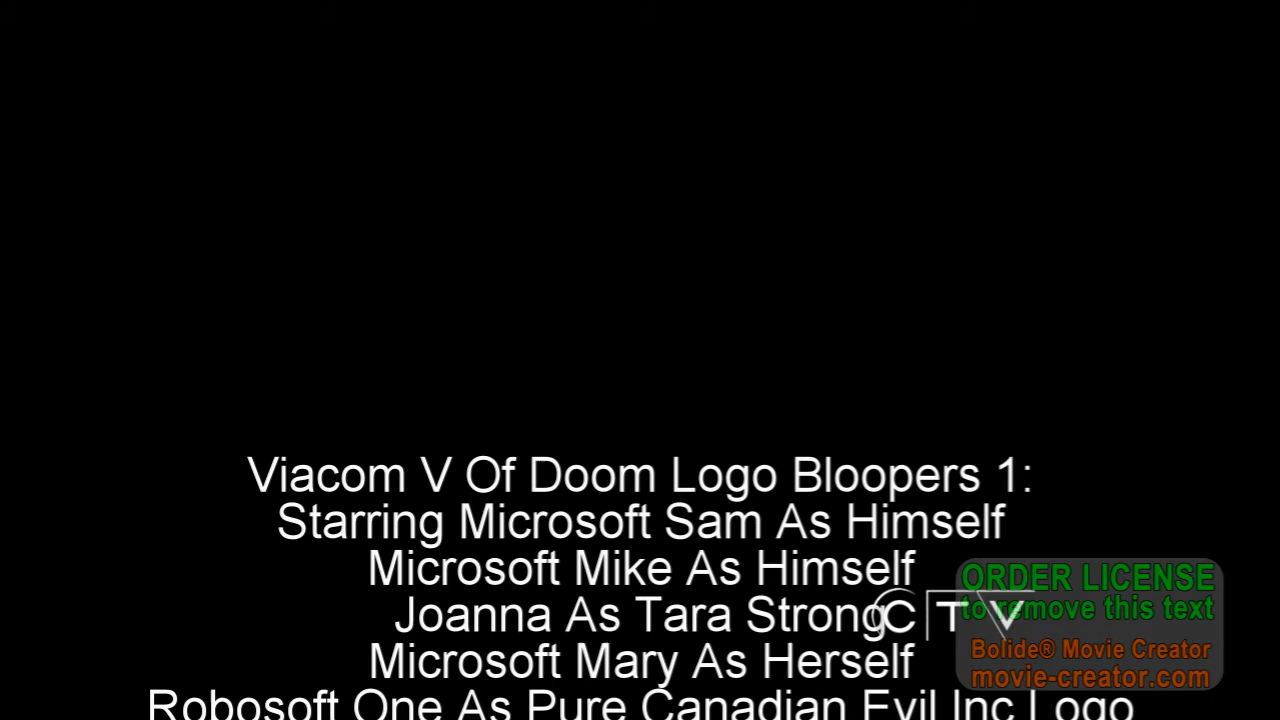 Viacom V Of Doom Logo Bloopers 1:
Starring Microsoft Sam As Himself
Microsoft Mike As Himself
Joanna As Tara Strong
Microsoft Mary As Herself
Robosoft One As Pure Canadian Evil Inc Logo
CTV
ORDER LICENSE
to remove this text
Bolide® Movie Creator
movie-creator.com